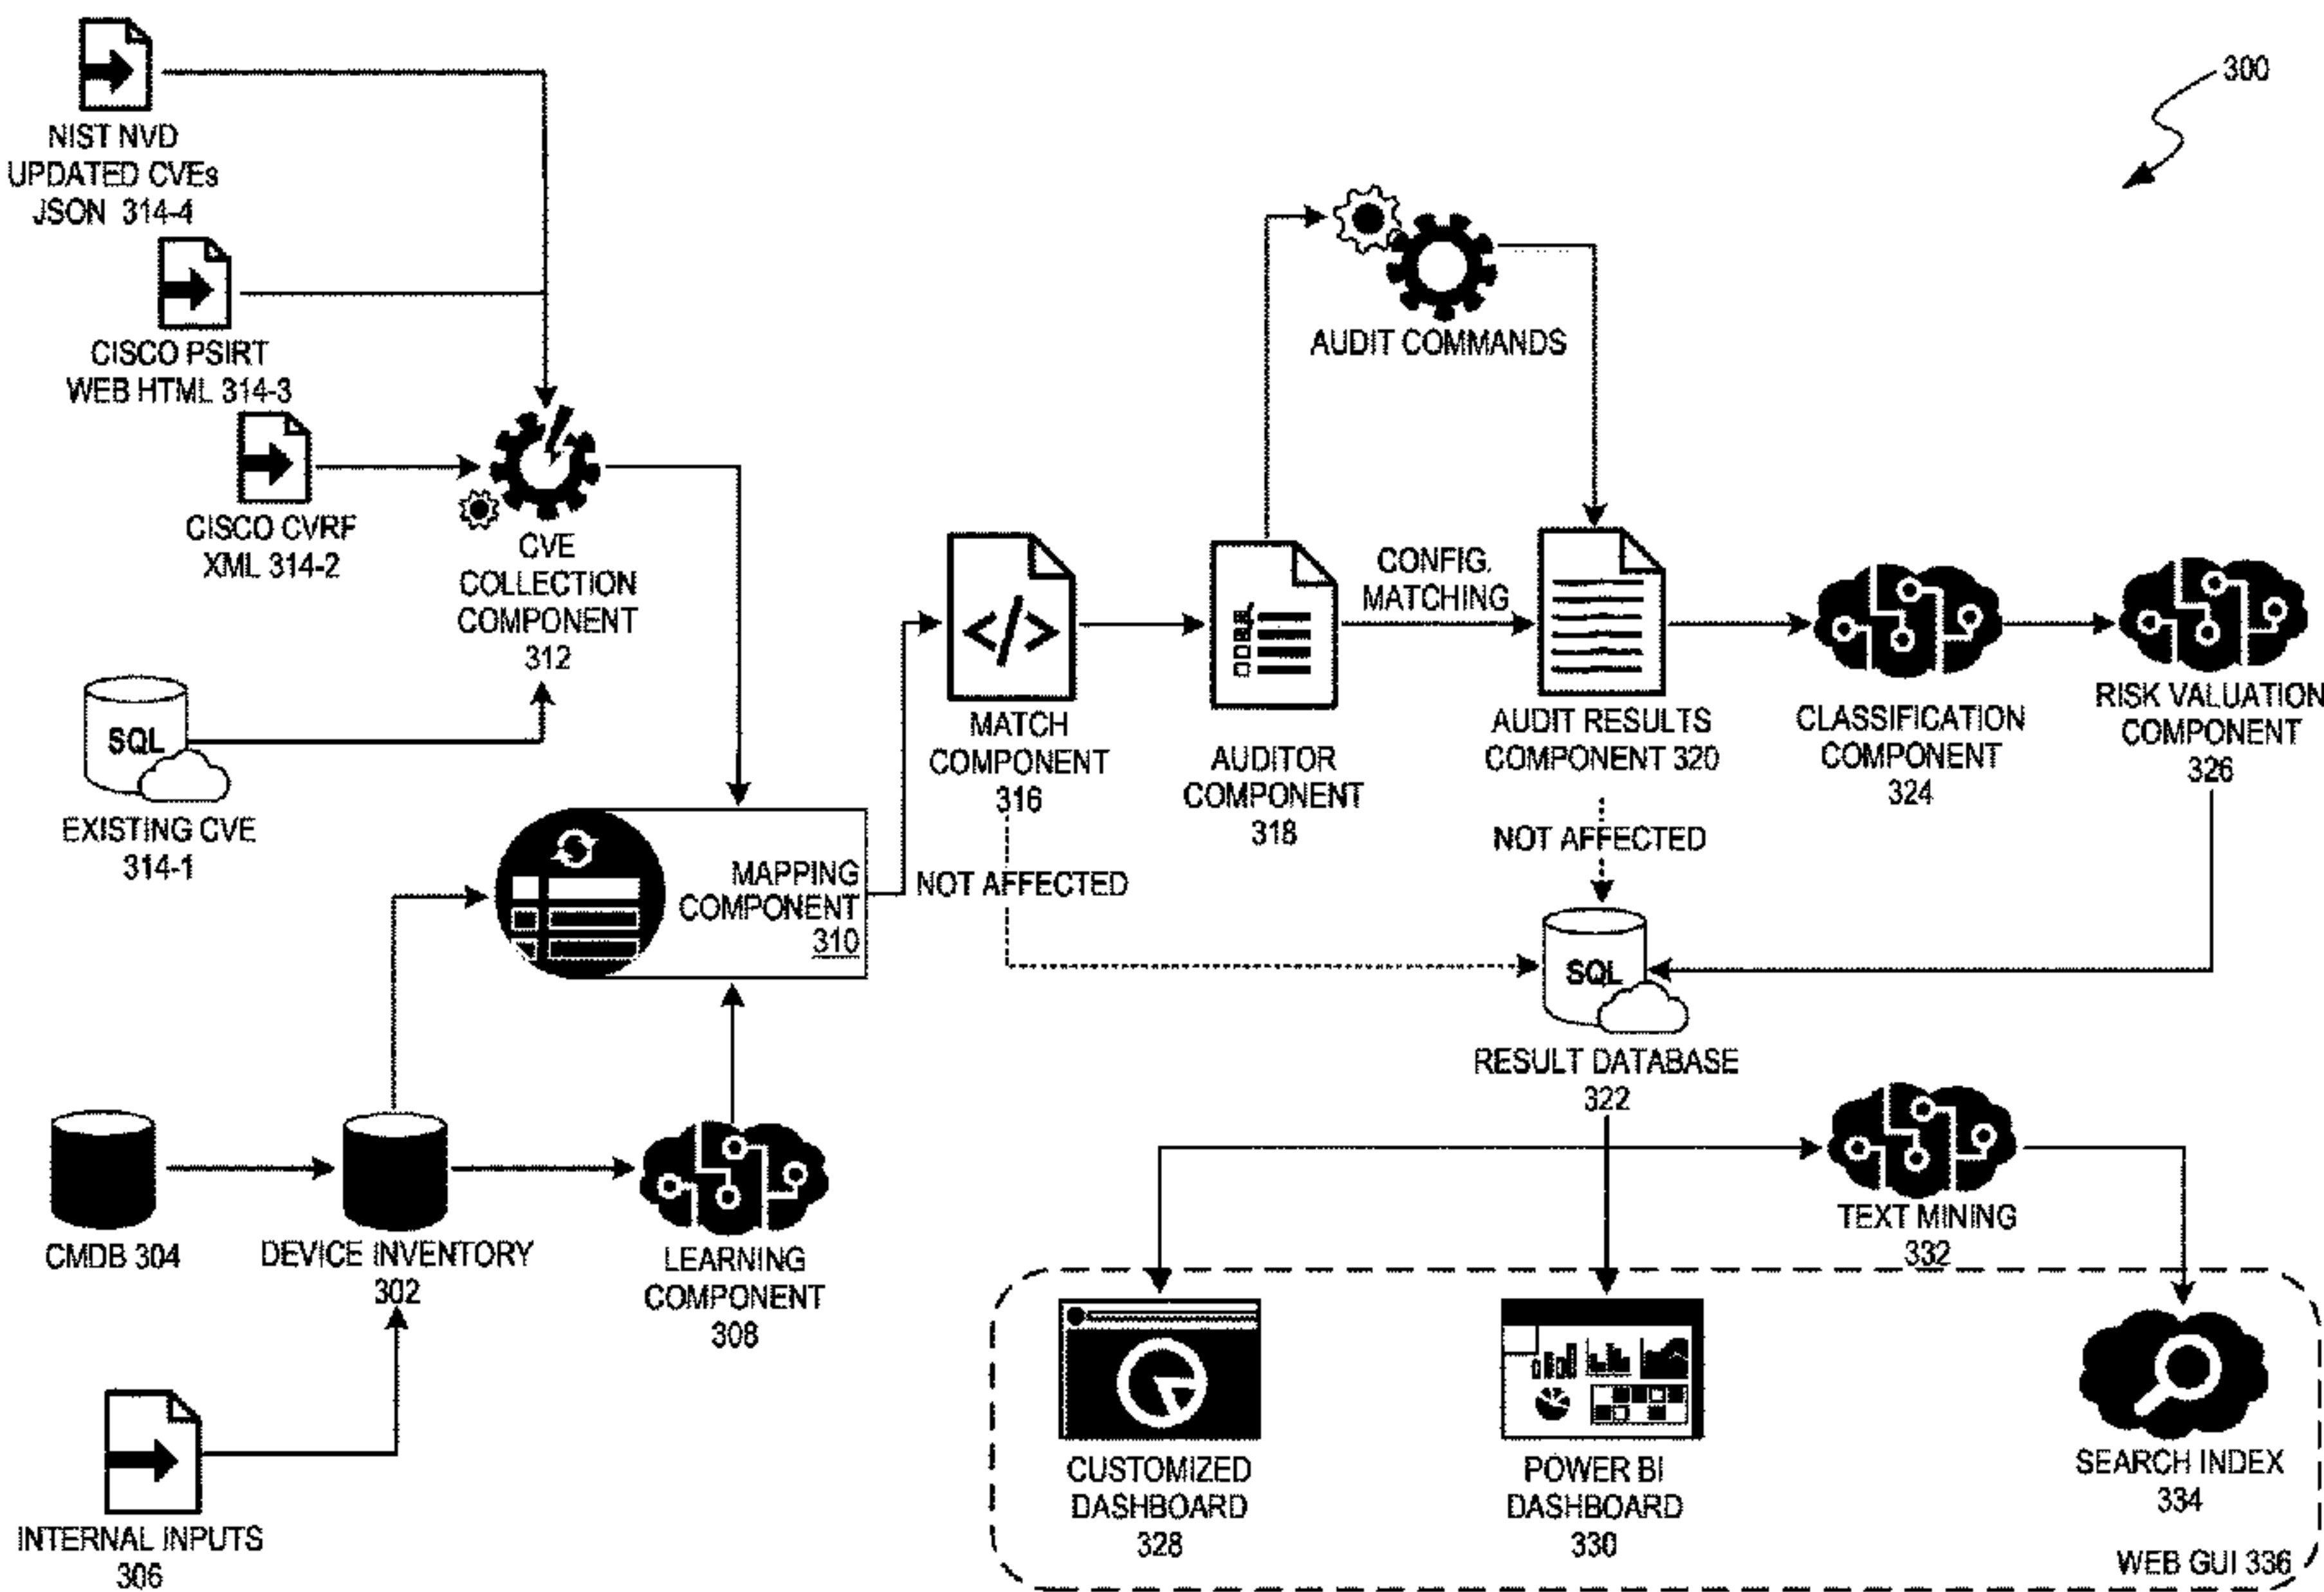 300
NIST NVD
UPDATED CVEs
JSON 314-4
CISCO PSIRT
WEB HTML 314-3
CISCO CVRF
XML 314-2
CVE
COLLECTION
COMPONENT
312
SQL
EXISTING CVE
314-1
MAPPING
COMPONENT
310
CMDB 304
DEVICE INVENTORY
302
LEARNING
COMPONENT
308
INTERNAL INPUTS
306
AUDIT COMMANDS
</>
MATCH
COMPONENT
316
NOT AFFECTED
AUDITOR
COMPONENT
318
CONFIG.
MATCHING
AUDIT RESULTS
COMPONENT 320
NOT AFFECTED
CLASSIFICATION
COMPONENT
324
RISK VALUATION
COMPONENT
326
SQL
RESULT DATABASE
322
TEXT MINING
332
CUSTOMIZED
DASHBOARD
328
POWER BI
DASHBOARD
330
SEARCH INDEX
334
WEB GUI 336